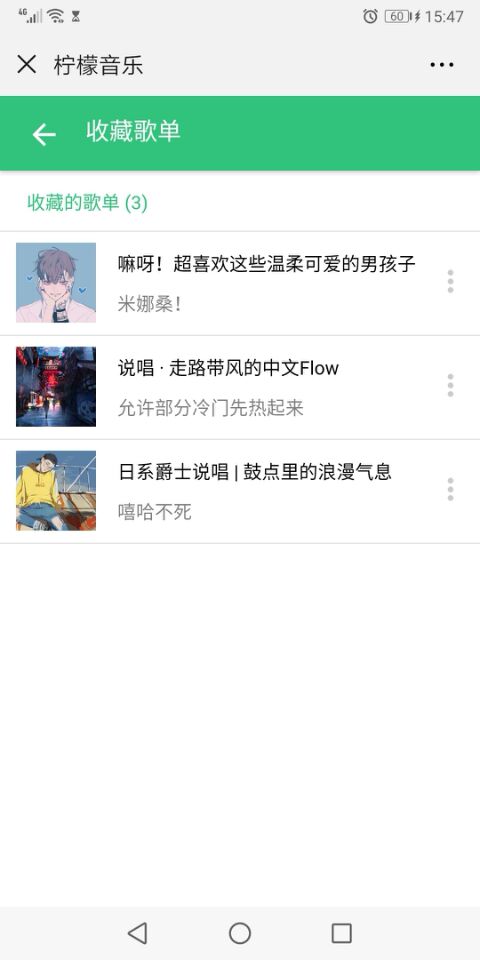 4G 60 15:47
柠檬音乐
收藏歌单
收藏的歌单 (3)
嘛呀！超喜欢这些温柔可爱的男孩子
米娜桑！
说唱 · 走路带风的中文Flow
允许部分冷门先热起来
日系爵士说唱 | 鼓点里的浪漫气息
嘻哈不死